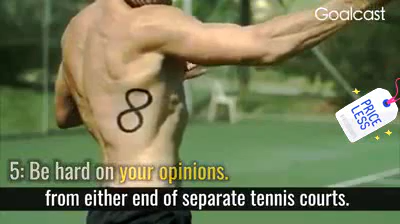 Goalcast
8
PRICE
LESS
5: Be hard on your opinions.
from either end of separate tennis courts.